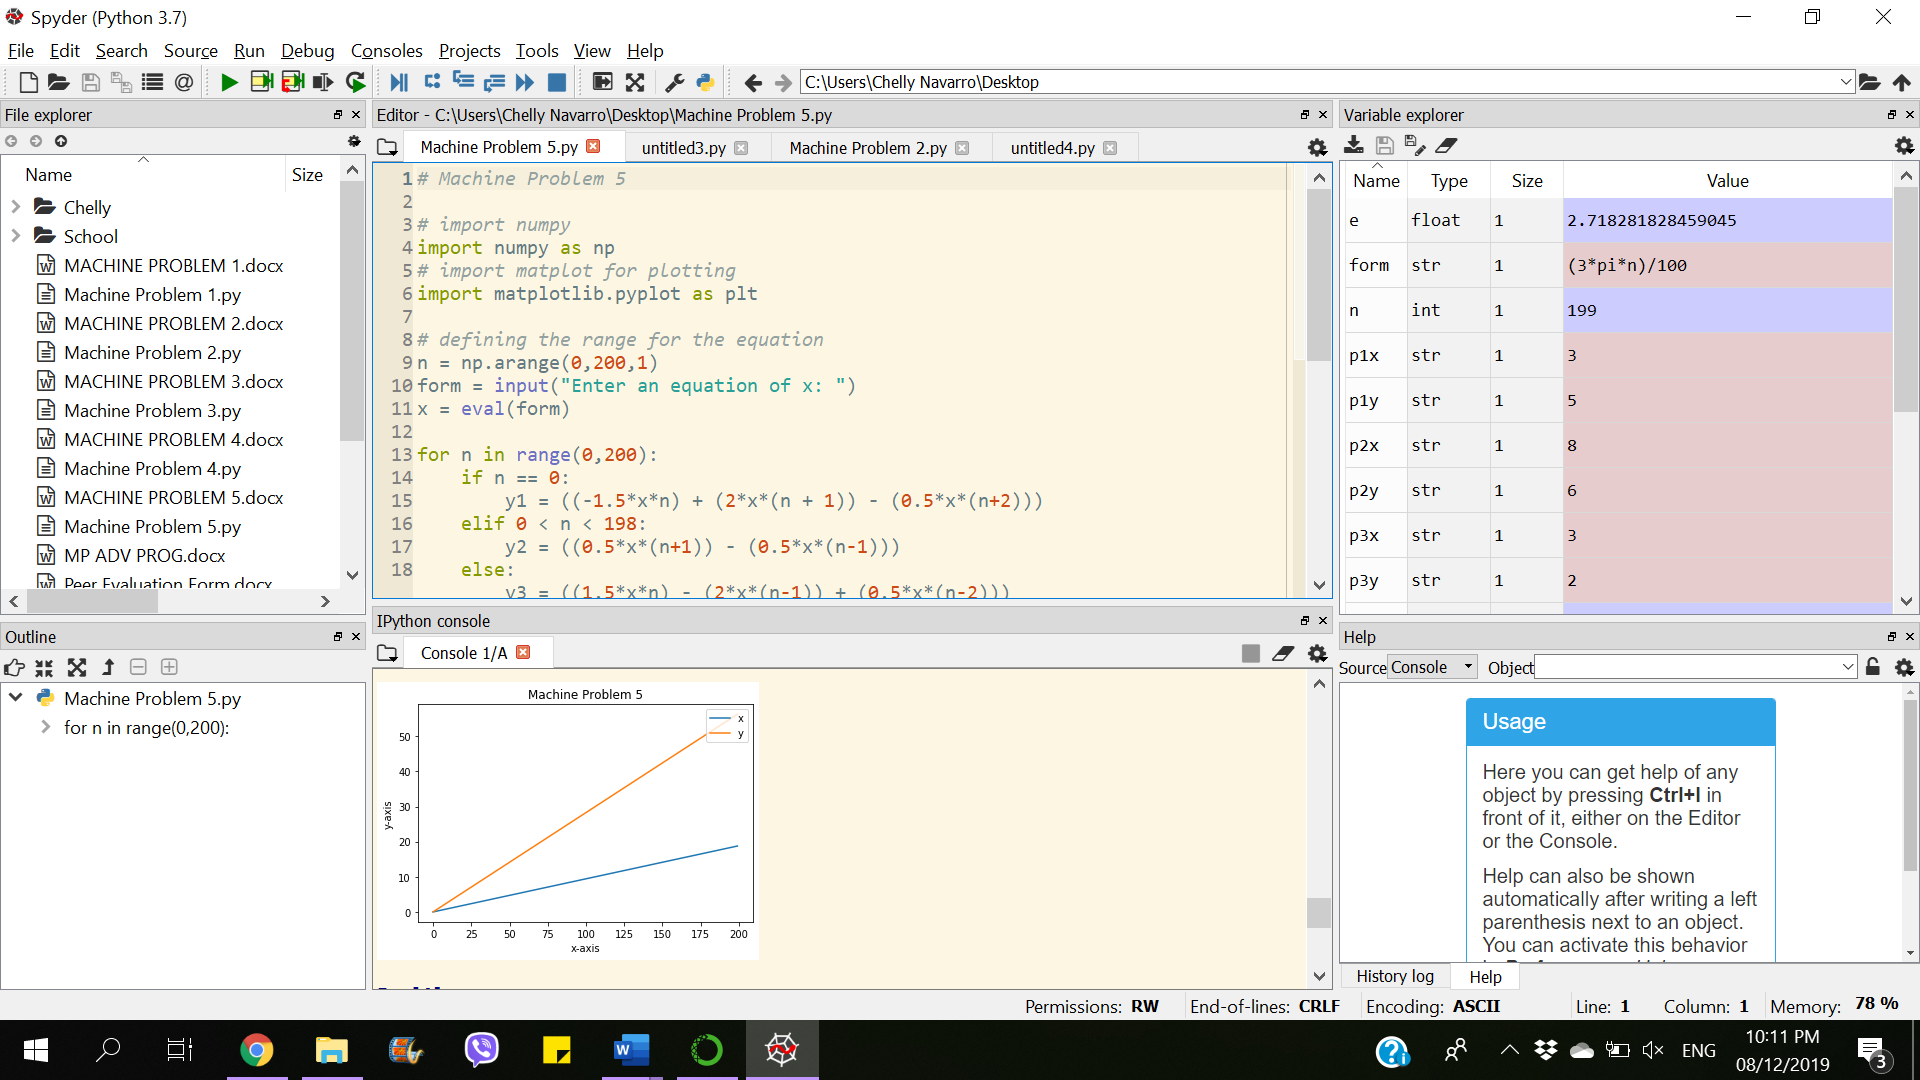 Spyder (Python 3.7)
File Edit Search Source Run Debug Consoles Projects Tools View Help
C:\Users\Chelly Navarro\Desktop
File explorer
Name Size
Chelly
School
MACHINE PROBLEM 1.docx
Machine Problem 1.py
MACHINE PROBLEM 2.docx
Machine Problem 2.py
MACHINE PROBLEM 3.docx
Machine Problem 3.py
MACHINE PROBLEM 4.docx
Machine Problem 4.py
MACHINE PROBLEM 5.docx
Machine Problem 5.py
MP ADV PROG.docx
Peer Evaluation Form.docx
Outline
Machine Problem 5.py
for n in range(0,200):
Editor - C:\Users\Chelly Navarro\Desktop\Machine Problem 5.py
Machine Problem 5.py untitled3.py Machine Problem 2.py untitled4.py
1 # Machine Problem 5
2
3 # import numpy
4 import numpy as np
5 # import matplot for plotting
6 import matplotlib.pyplot as plt
7
8 # defining the range for the equation
9 n = np.arange(0,200,1)
10 form = input("Enter an equation of x: ")
11 x = eval(form)
12
13 for n in range(0,200):
14 if n == 0:
15 y1 = ((-1.5*x*n) + (2*x*(n + 1)) - (0.5*x*(n+2)))
16 elif 0 < n < 198:
17 y2 = ((0.5*x*(n+1)) - (0.5*x*(n-1)))
18 else:
y3 = ((1.5*x*n) - (2*x*(n-1)) + (0.5*x*(n-2)))
IPython console
Console 1/A
Machine Problem 5
x
y
50
40
30
20
10
0
y-axis
0 25 50 75 100 125 150 175 200
x-axis
Variable explorer
Name Type Size Value
e float 1 2.718281828459045
form str 1 (3*pi*n)/100
n int 1 199
p1x str 1 3
p1y str 1 5
p2x str 1 8
p2y str 1 6
p3x str 1 3
p3y str 1 2
Help
Source Console Object
Usage
Here you can get help of any
object by pressing Ctrl+I in
front of it, either on the Editor
or the Console.
Help can also be shown
automatically after writing a left
parenthesis next to an object.
You can activate this behavior
History log Help
Permissions: RW End-of-lines: CRLF Encoding: ASCII Line: 1 Column: 1 Memory: 78 %
ENG
10:11 PM
08/12/2019
3